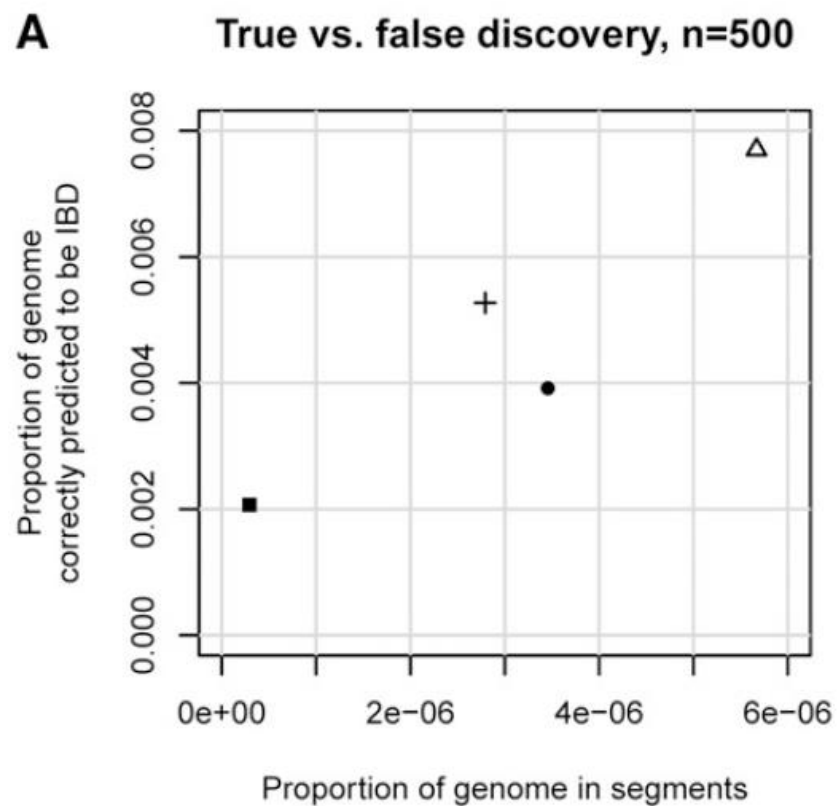 A
True vs. false discovery, n=500
Proportion of genome
correctly predicted to be IBD
0.008
0.006
0.004
0.002
0.000
0e+00 2e−06 4e−06 6e−06
Proportion of genome in segments